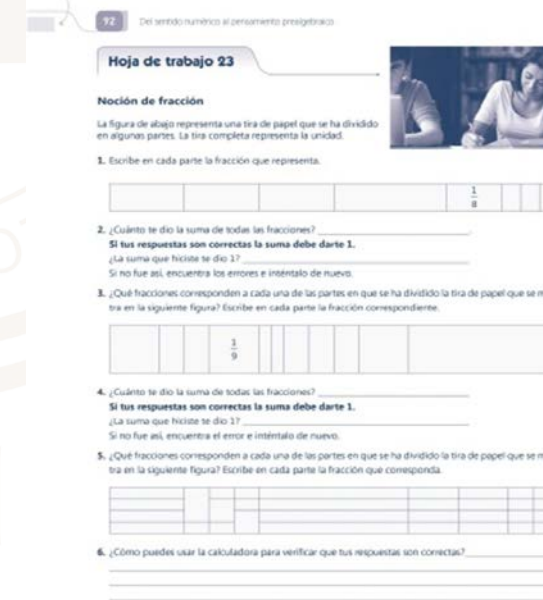 92 Del sentido numérico al pensamiento prealgebraico
Hoja de trabajo 23
Noción de fracción
La figura de abajo representa una tira de papel que se ha dividido
en algunas partes. La tira completa representa la unidad.
1. Escribe en cada parte la fracción que representa.
1/8
2. ¿Cuánto te dio la suma de todas las fracciones?
Si tus respuestas son correctas la suma debe darte 1.
¿La suma que hiciste te dio 1?
Si no fue así, encuentra los errores e inténtalo de nuevo.
3. ¿Qué fracciones corresponden a cada una de las partes en que se ha dividido la tira de papel que se m
tra en la siguiente figura? Escribe en cada parte la fracción correspondiente.
1/9
4. ¿Cuánto te dio la suma de todas las fracciones?
Si tus respuestas son correctas la suma debe darte 1.
¿La suma que hiciste te dio 1?
Si no fue así, encuentra el error e inténtalo de nuevo.
5. ¿Qué fracciones corresponden a cada una de las partes en que se ha dividido la tira de papel que se m
tra en la siguiente figura? Escribe en cada parte la fracción que corresponda.
6. ¿Cómo puedes usar la calculadora para verificar que tus respuestas son correctas?